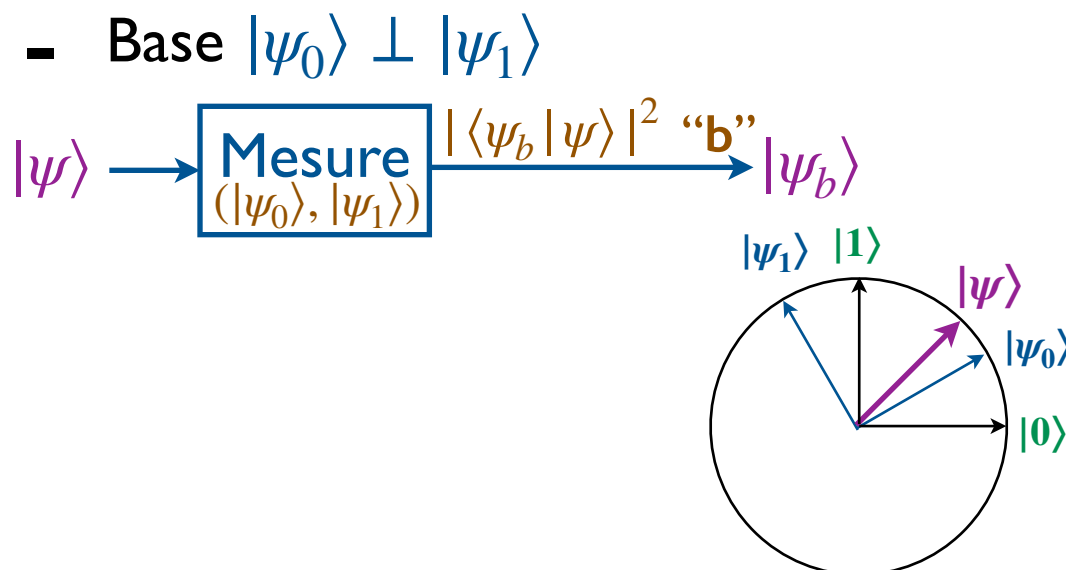 - Base |ψ₀⟩ ⊥ |ψ₁⟩
|ψ⟩ Mesure |⟨ψ_b|ψ⟩|² “b” |ψ_b⟩
(|ψ₀⟩, |ψ₁⟩)
|ψ₁⟩ |1⟩
|ψ⟩
|ψ₀⟩
|0⟩